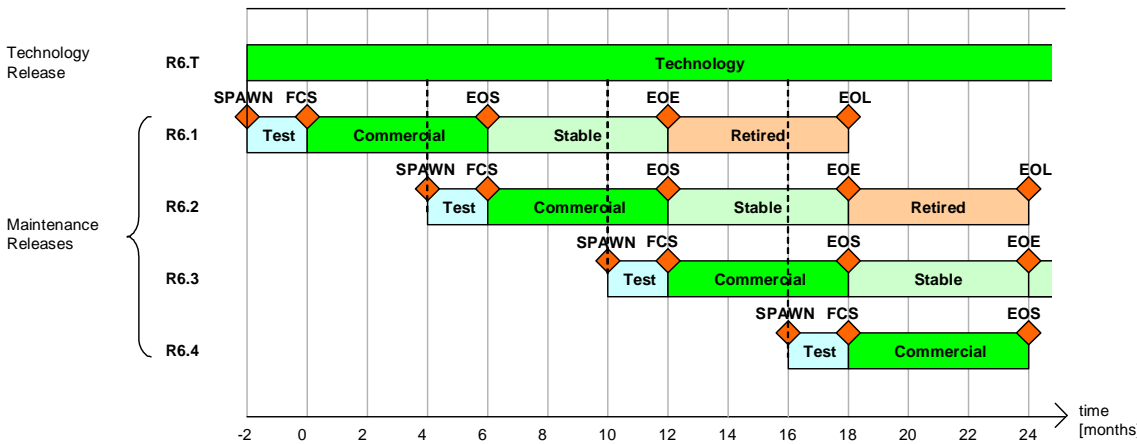 Technology
Release
R6.T
Technology
SPAWN FCS EOS EOE EOL
R6.1
Test Commercial Stable Retired
SPAWN FCS EOS EOE EOL
R6.2
Test Commercial Stable Retired
Maintenance
Releases
SPAWN FCS EOS EOE
R6.3
Test Commercial Stable
SPAWN FCS EOS
R6.4
Test Commercial
-2 0 2 4 6 8 10 12 14 16 18 20 22 24
time
[months